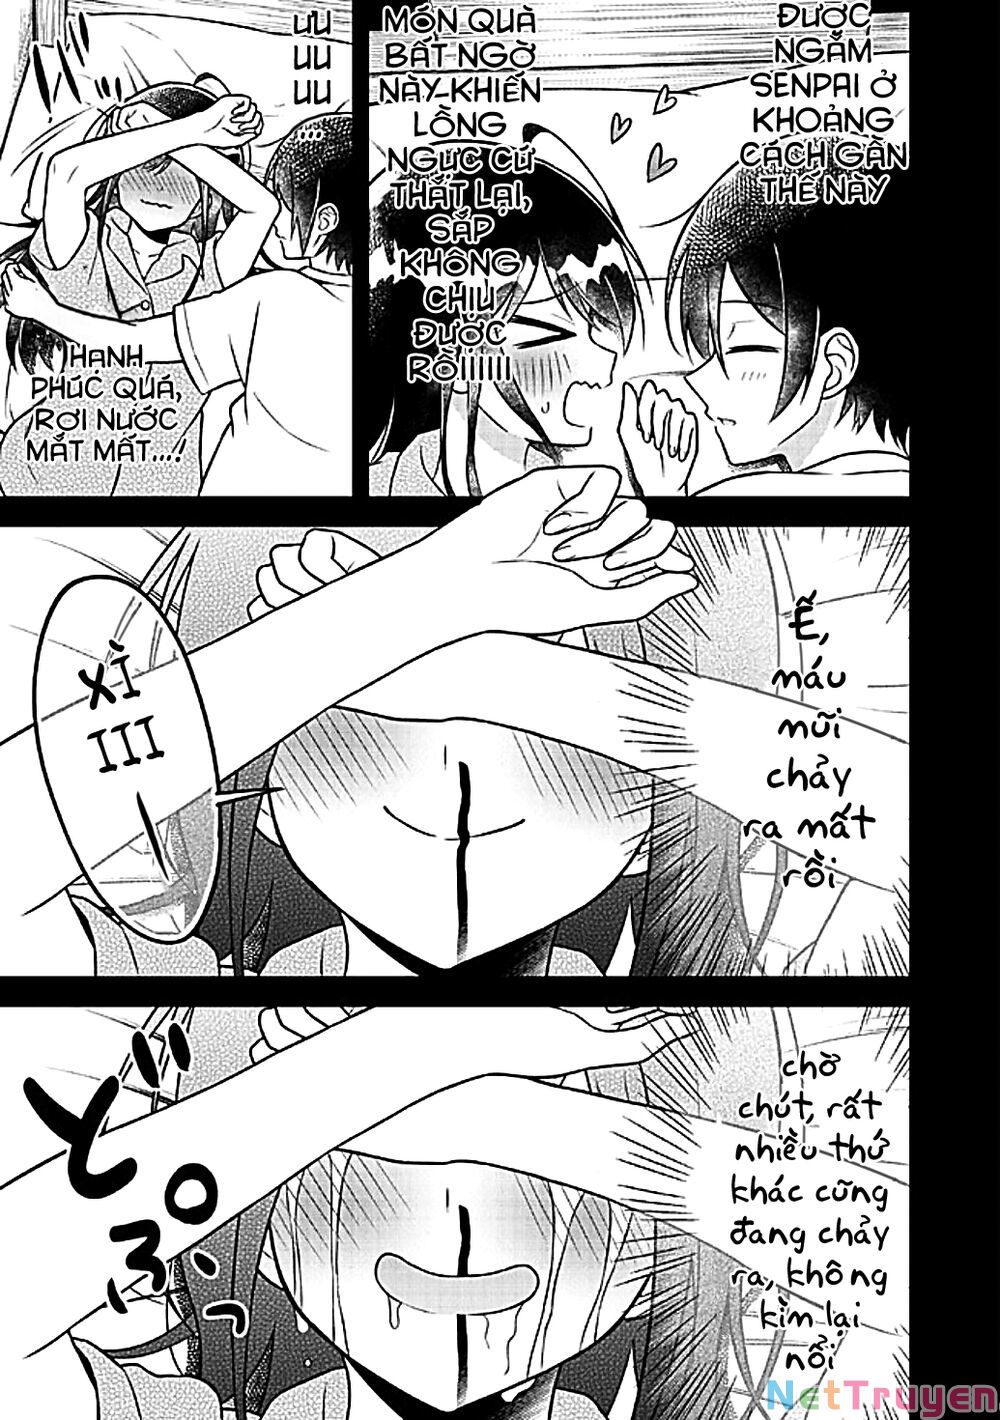 ĐƯỢC
NGẮM
SENPAI Ở
KHOẢNG
CÁCH GẦN
THẾ NÀY
MÓN QUÀ
BẤT NGỜ
NÀY KHIẾN
LỒNG
NGỰC CỨ
THẮT LẠI,
SẮP
KHÔNG
CHỊU
ĐƯỢC
RỒIIIIII
UU
UU
UU
...
HẠNH
PHÚC QUÁ,
RƠI NƯỚC
MẮT MẤT...!
Ế,
máu
mũi
chảy
ra mất
rồi
XÌ
III
—
chờ
chút, rất
nhiều thứ
khác cũng
đang chảy
ra, không
kìm lại
nổi
どぷ
NetTruyen